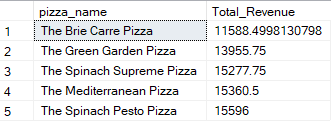 pizza_name Total_Revenue
1 The Brie Carre Pizza 11588.4998130798
2 The Green Garden Pizza 13955.75
3 The Spinach Supreme Pizza 15277.75
4 The Mediterranean Pizza 15360.5
5 The Spinach Pesto Pizza 15596